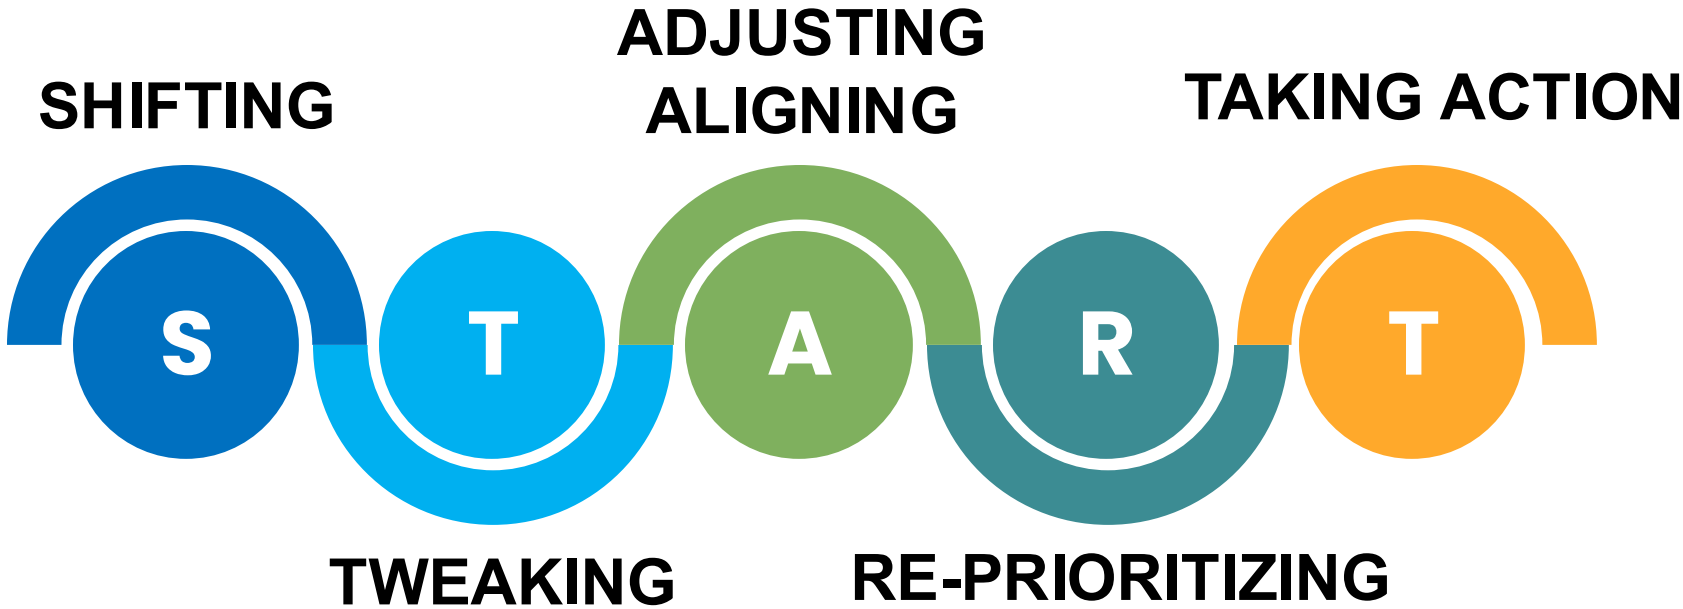 ADJUSTING
ALIGNING
SHIFTING
TAKING ACTION
S T A R T
TWEAKING
RE-PRIORITIZING